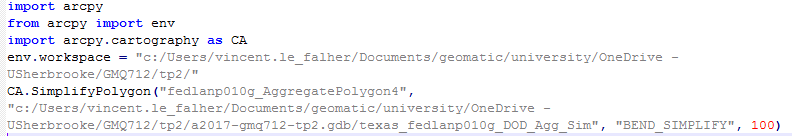 import arcpy
from arcpy import env
import arcpy.cartography as CA
env.workspace = "c:/Users/vincent.le_falher/Documents/geomatic/university/OneDrive -
USherbrooke/GMQ712/tp2/"
CA.SimplifyPolygon("fedlanp010g_AggregatePolygon4",
"c:/Users/vincent.le_falher/Documents/geomatic/university/OneDrive -
USherbrooke/GMQ712/tp2/a2017-gmq712-tp2.gdb/texas_fedlanp010g_DOD_Agg_Sim", "BEND_SIMPLIFY", 100)